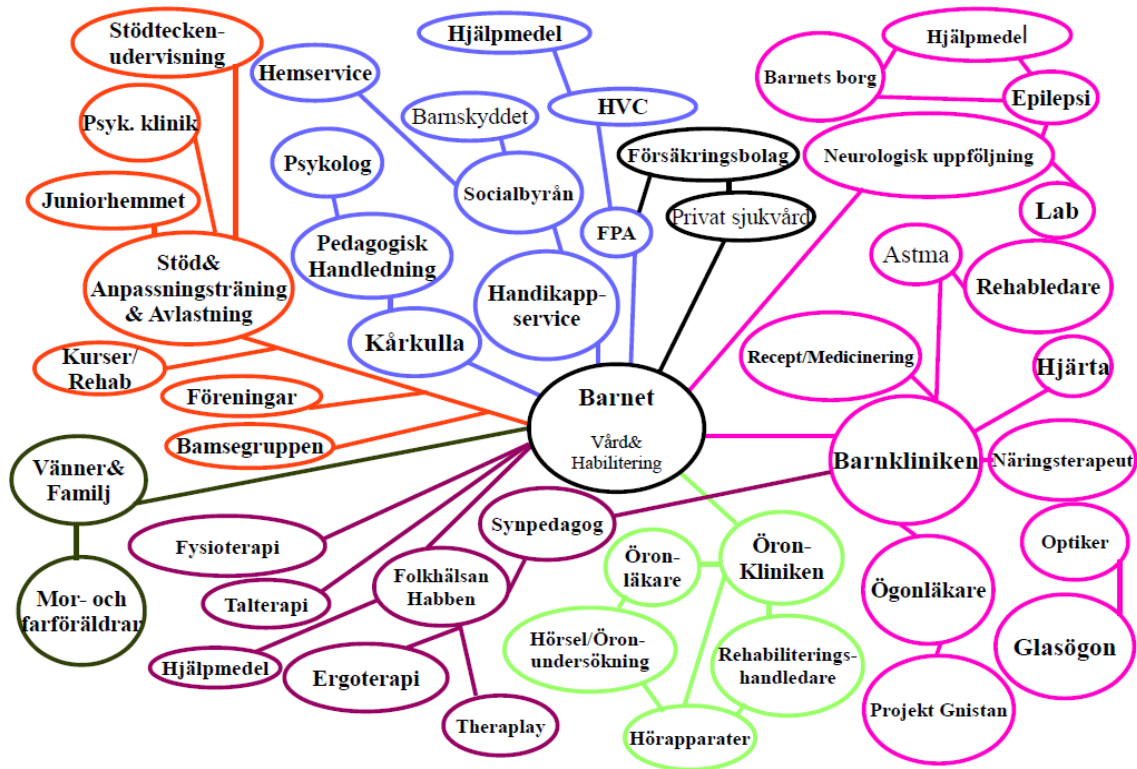 Stödtecken-
udervisning
Hjälpmedel
Hjälpmedel
Hemservice
Barnets borg
Epilepsi
HVC
Barnskyddet
Psyk. klinik
Försäkringsbolag
Neurologisk uppföljning
Psykolog
Socialbyrån
Juniorhemmet
Privat sjukvård
Lab
FPA
Pedagogisk
Handledning
Astma
Stöd&
Anpassningsträning
& Avlastning
Rehabledare
Handikapp-
service
Kårkulla
Recept/Medicinering
Kurser/
Rehab
Hjärta
Föreningar
Barnet
Vård&
Habilitering
Bamsegruppen
Barnkliniken
Näringsterapeut
Vänner&
Familj
Synpedagog
Fysioterapi
Öron-
läkare
Öron-
Kliniken
Optiker
Folkhälsan
Habben
Ögonläkare
Mor- och
farföräldrar
Talterapi
Hörsel/Öron-
undersökning
Rehabiliterings-
handledare
Glasögon
Hjälpmedel
Ergoterapi
Projekt Gnistan
Theraplay
Hörapparater